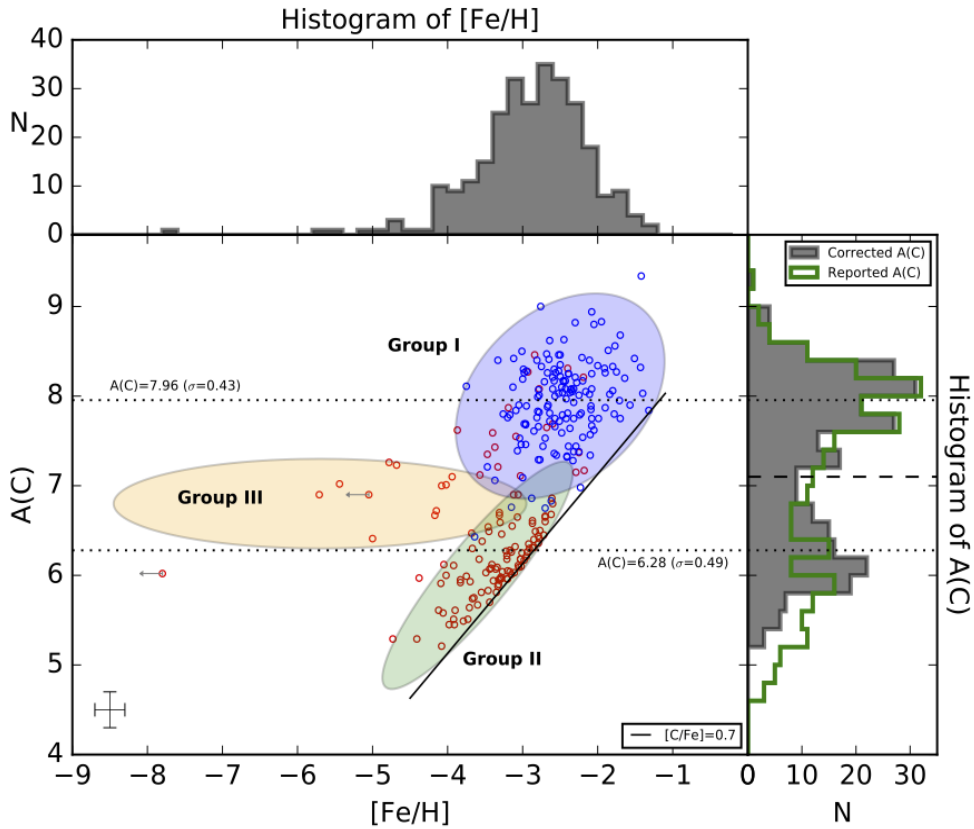 Histogram of [Fe/H]
40
30
N
20
10
0
Corrected A(C)
Reported A(C)
9
Group I
A(C)=7.96 (σ=0.43)
8
A(C)
7
Group III
Histogram of A(C)
A(C)=6.28 (σ=0.49)
6
Group II
5
[C/Fe]=0.7
4
−9 −8 −7 −6 −5 −4 −3 −2 −1
0 10 20 30
[Fe/H]
N